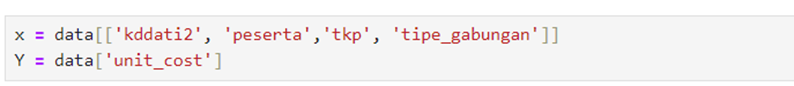 x = data[['kddati2', 'peserta','tkp', 'tipe_gabungan']]
Y = data['unit_cost']